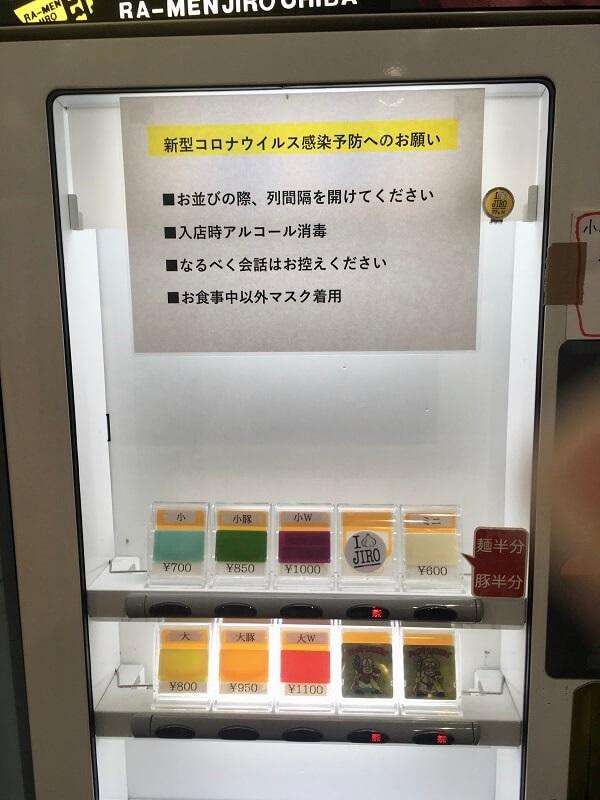 RA-MEN JIRO
RA-MEN JIRO CHIBA
新型コロナウイルス感染予防へのお願い
■お並びの際、列間隔を開けてください
■入店時アルコール消毒
■なるべく会話はお控えください
■お食事中以外マスク着用
I
JIRO
小
小 小豚 小W ミニ
I
JIRO
¥700 ¥850 ¥1000 ¥600
麺半分
豚半分
大 大豚 大W
¥800 ¥950 ¥1100